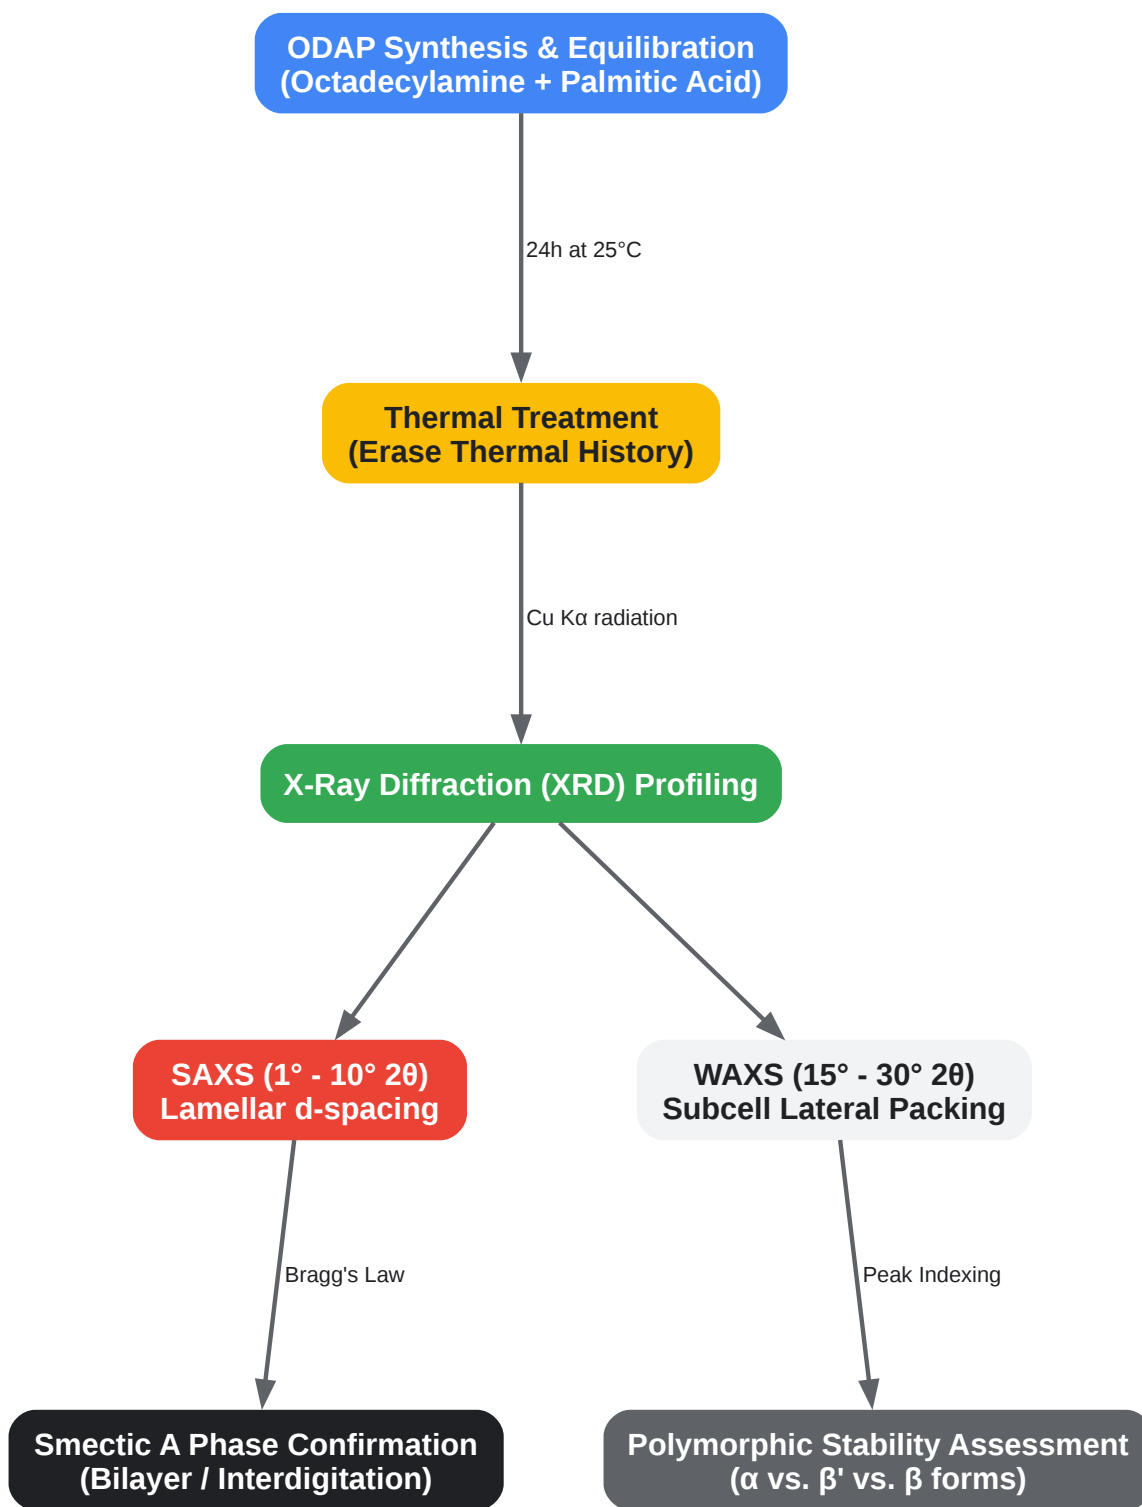 ODAP Synthesis & Equilibration
(Octadecylamine + Palmitic Acid)
24h at 25°C
Thermal Treatment
(Erase Thermal History)
Cu Kα radiation
X-Ray Diffraction (XRD) Profiling
SAXS (1° - 10° 2θ)
Lamellar d-spacing
WAXS (15° - 30° 2θ)
Subcell Lateral Packing
Bragg's Law
Peak Indexing
Smectic A Phase Confirmation
(Bilayer / Interdigitation)
Polymorphic Stability Assessment
(α vs. β' vs. β forms)